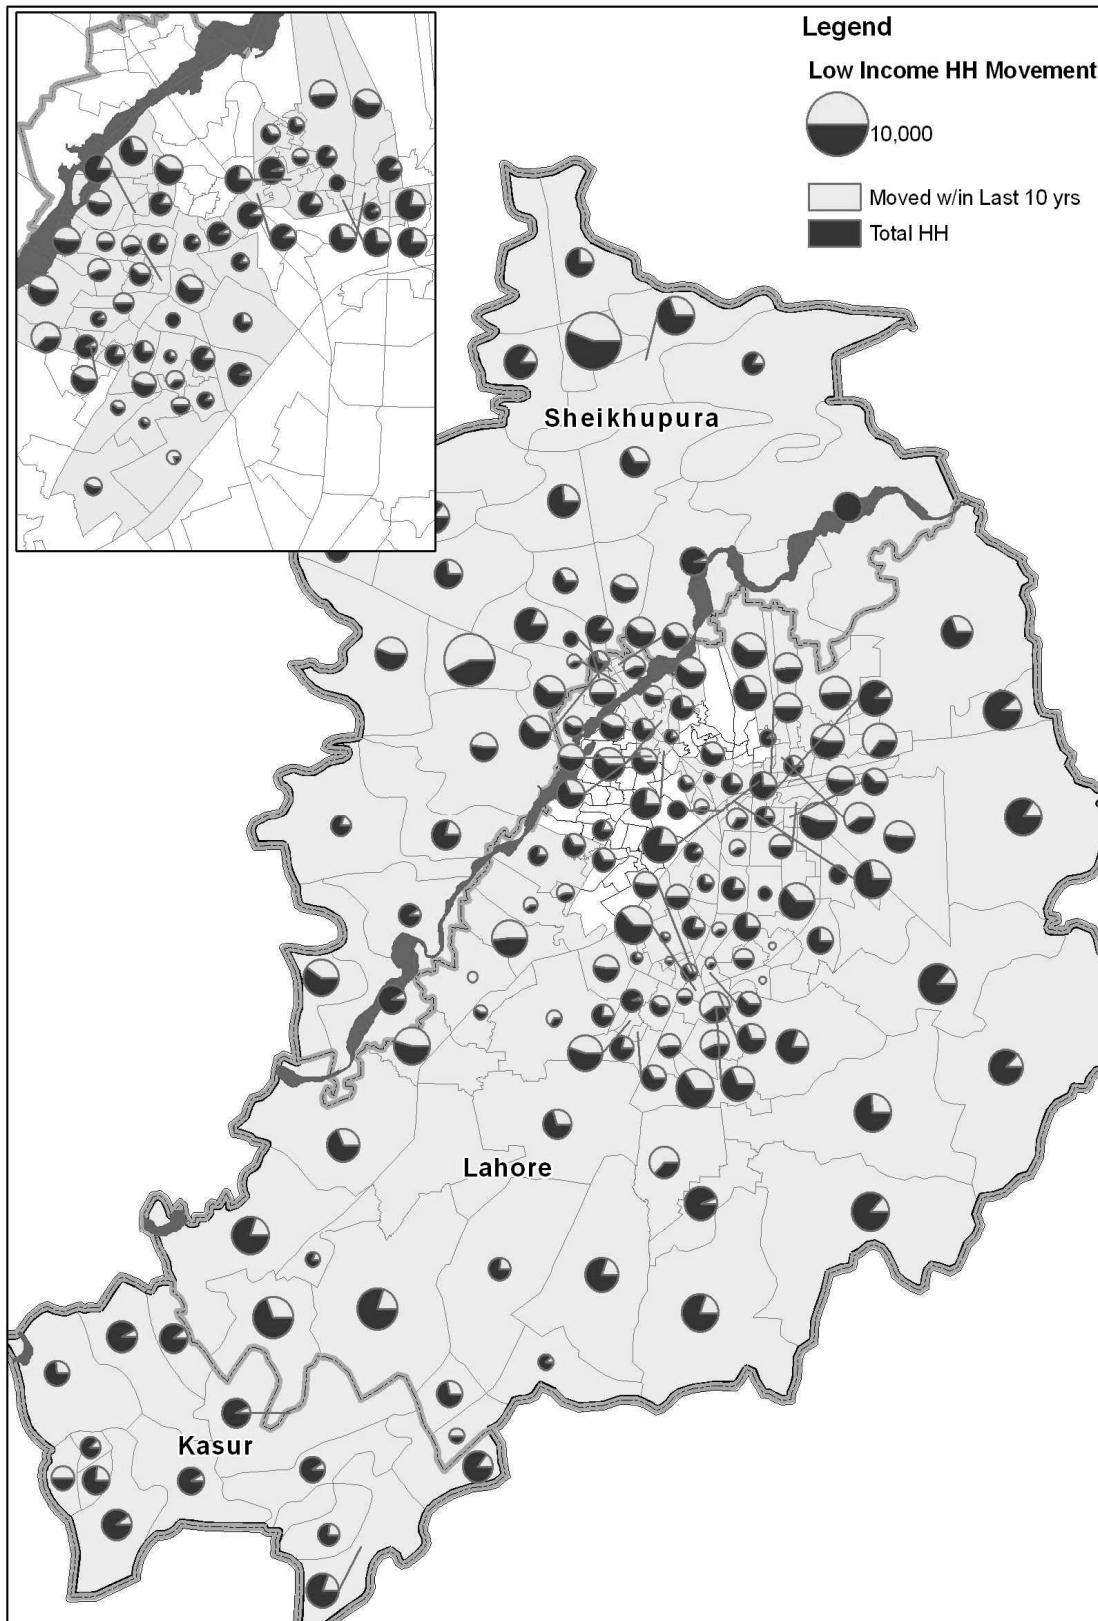 Legend
Low Income HH Movement
10,000
Moved w/in Last 10 yrs
Total HH
Sheikhupura
Lahore
Kasur